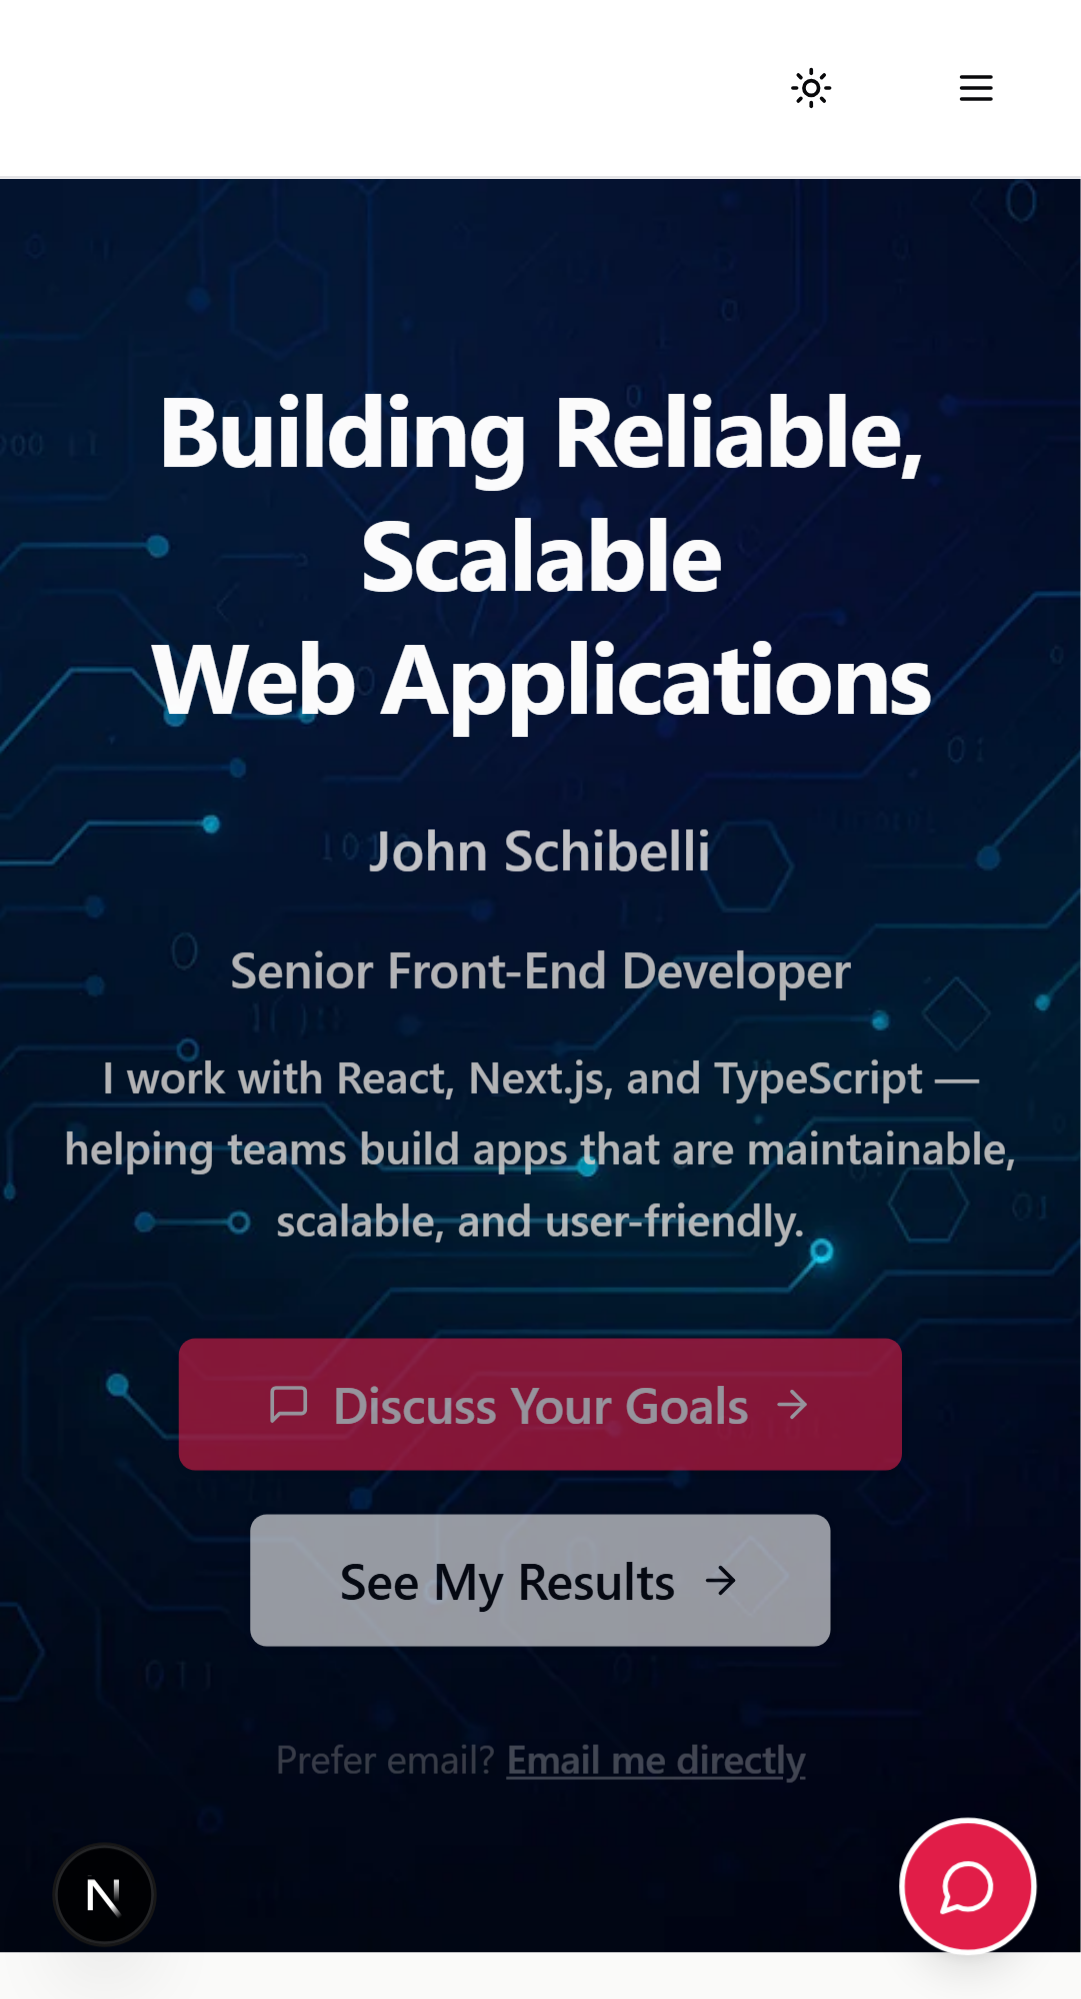 Building Reliable,
Scalable
Web Applications
John Schibelli
Senior Front-End Developer
I work with React, Next.js, and TypeScript —
helping teams build apps that are maintainable,
scalable, and user-friendly.
Discuss Your Goals →
See My Results →
Prefer email? Email me directly
N